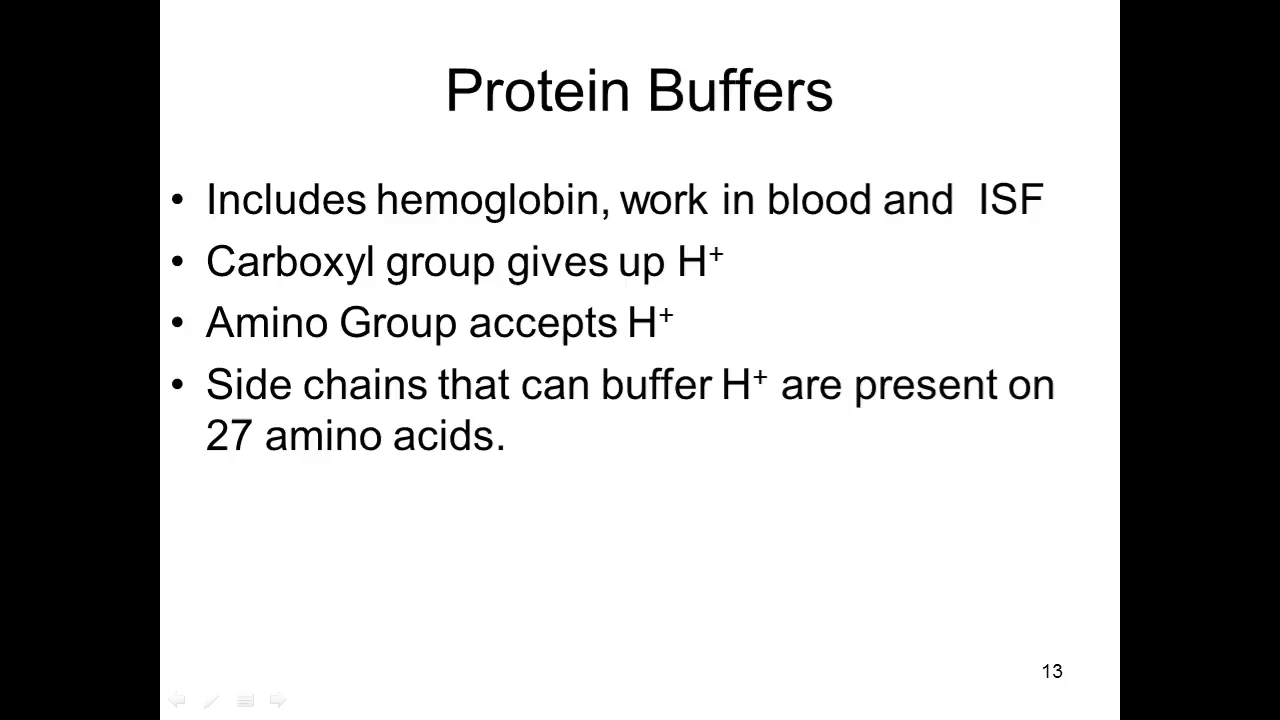 Protein Buffers
• Includes hemoglobin, work in blood and  ISF
• Carboxyl group gives up H⁺
• Amino Group accepts H⁺
• Side chains that can buffer H⁺ are present on
27 amino acids.
13